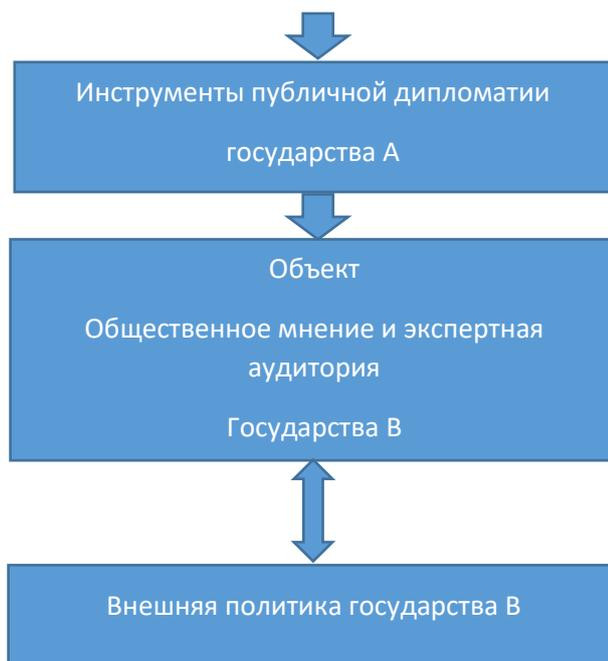 Инструменты публичной дипломатии
государства А
Объект
Общественное мнение и экспертная
аудитория
Государства В
Внешняя политика государства В